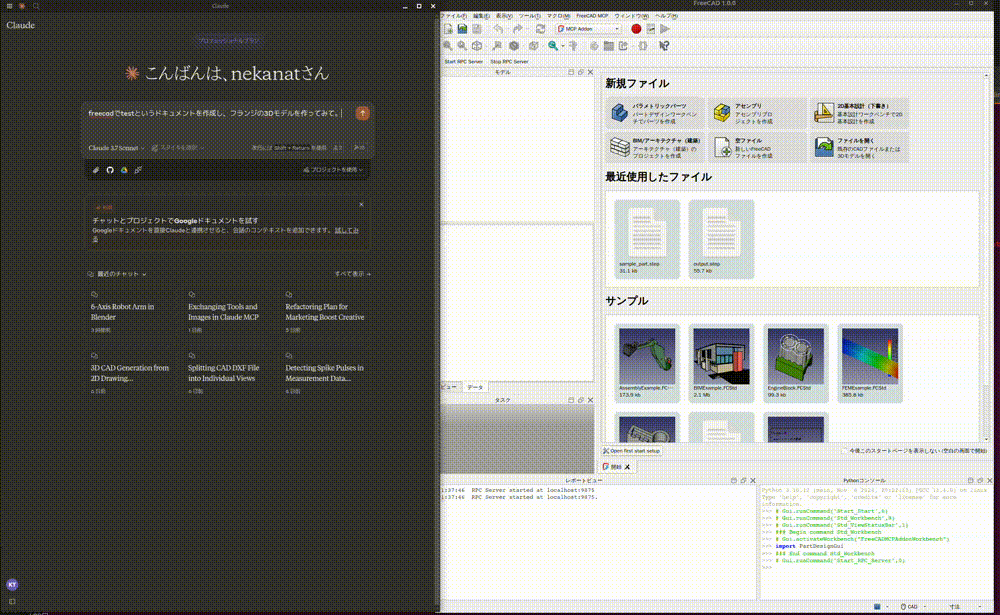 Claude
Claude
プロフェッショナルプラン
こんばんは、nekanatさん
freecadでtestというドキュメントを作成し、フランジの3Dモデルを作ってみて。
Claude 3.7 Sonnet
スタイルを選択
改行には Shift + Return を使用
プロジェクトを使用
チャットとプロジェクトでGoogleドキュメントを試す
Googleドキュメントを直接Claudeと連携させると、会話のコンテキストを追加できます。 試してみる
最近のチャット
すべて表示 →
6-Axis Robot Arm in Blender
Exchanging Tools and Images in Claude MCP
Refactoring Plan for Marketing Boost Creative
3D CAD Generation from 2D Drawing...
Splitting CAD DXF File into Individual Views
Detecting Spike Pulses in Measurement Data...
KT
FreeCAD 1.0.0
ファイル(F) 編集(E) 表示(V) ツール(T) マクロ(M) FreeCAD MCP ウィンドウ(W) ヘルプ(H)
MCP Addon
Start RPC Server Stop RPC Server
モデル
ビュー データ
タスク
新規ファイル
パラメトリックパーツ
パートデザインワークベンチでパーツを作成
アセンブリ
アセンブリプロジェクトを作成
2D基本設計（下書き）
基本設計ワークベンチで2D基本設計を作成
BIM/アーキテクチャ（建築）
アーキテクチャ（建築）のプロジェクトを作成
空ファイル
新しいFreeCADファイルを作成
ファイルを開く
既存のCADファイルまたは3Dモデルを開く
最近使用したファイル
sample_part.step
31.1 kb
output.step
55.7 kb
サンプル
AssemblyExample.FC
173.9 kb
BIMExample.FCStd
2.1 Mb
EngineBlock.FCStd
99.3 kb
FEMExample.FCStd
385.8 kb
Open first start setup
今後このスタートページを表示しない (空白の画面で開始)
開始
レポートビュー
1:37:46 RPC Server started at localhost:9875
1:37:46 RPC Server started at localhost:9875.
Pythonコンソール
>>> # Gui.runCommand('Start_Start',0)
>>> # Gui.runCommand('Std_Workbench',9)
>>> # Gui.runCommand('Std_ViewStatusBar',1)
>>> ### Begin command Std_Workbench
>>> # Gui.activateWorkbench("FreeCADMCPAddonWorkbench")
>>> import PartDesignGui
>>> ### End command Std_Workbench
>>> # Gui.runCommand('Start_RPC_Server',0)
>>>
CAD
寸法